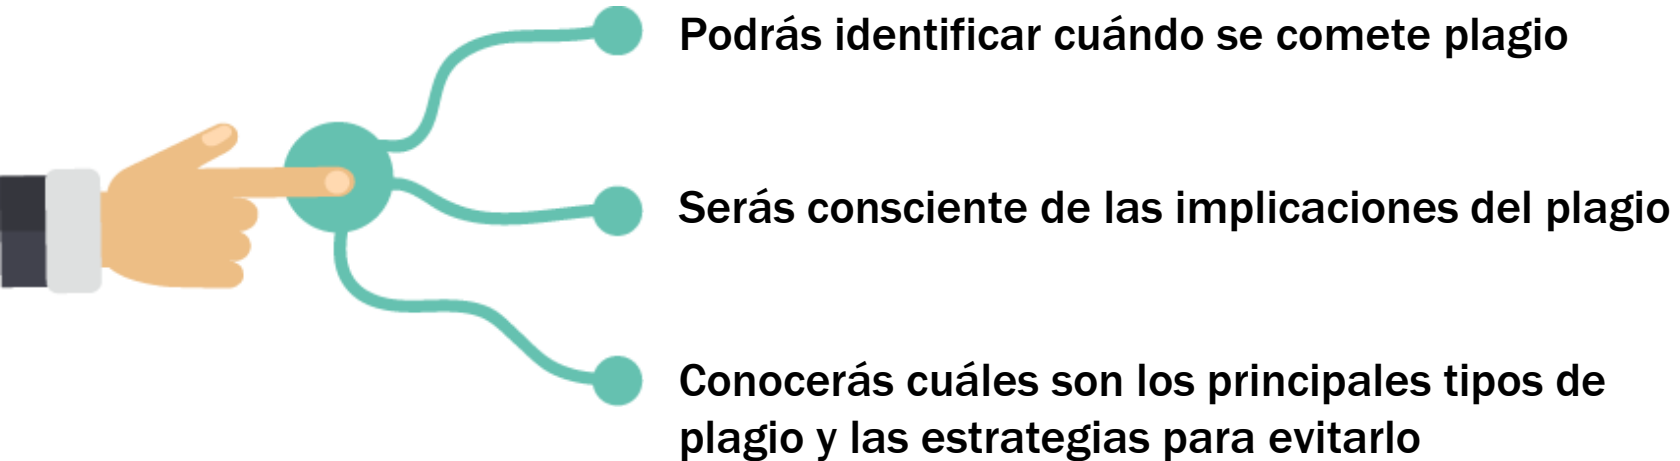 Podrás identificar cuándo se comete plagio
Serás consciente de las implicaciones del plagio
Conocerás cuáles son los principales tipos de
plagio y las estrategias para evitarlo